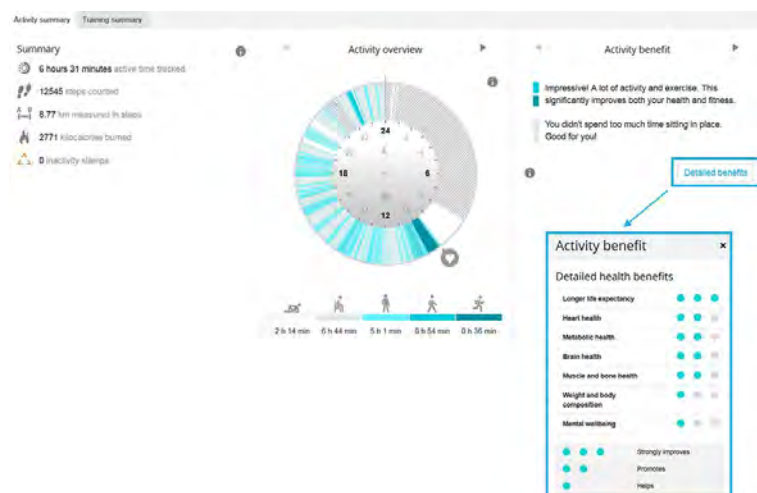 Activity summary Training summary
Summary
6 hours 31 minutes active time tracked
12545 steps counted
8.77 km measured in steps
2771 kilocalories burned
0 inactivity stamps
Activity overview
24
18
6
12
2 h 14 min 6 h 44 min 5 h 1 min 0 h 54 min 0 h 36 min
Activity benefit
Impressive! A lot of activity and exercise. This
significantly improves both your health and fitness.
You didn't spend too much time sitting in place.
Good for you!
Detailed benefits
Activity benefit ×
Detailed health benefits
Longer life expectancy
Heart health
Metabolic health
Brain health
Muscle and bone health
Weight and body
composition
Mental wellbeing
Strongly improves
Promotes
Helps